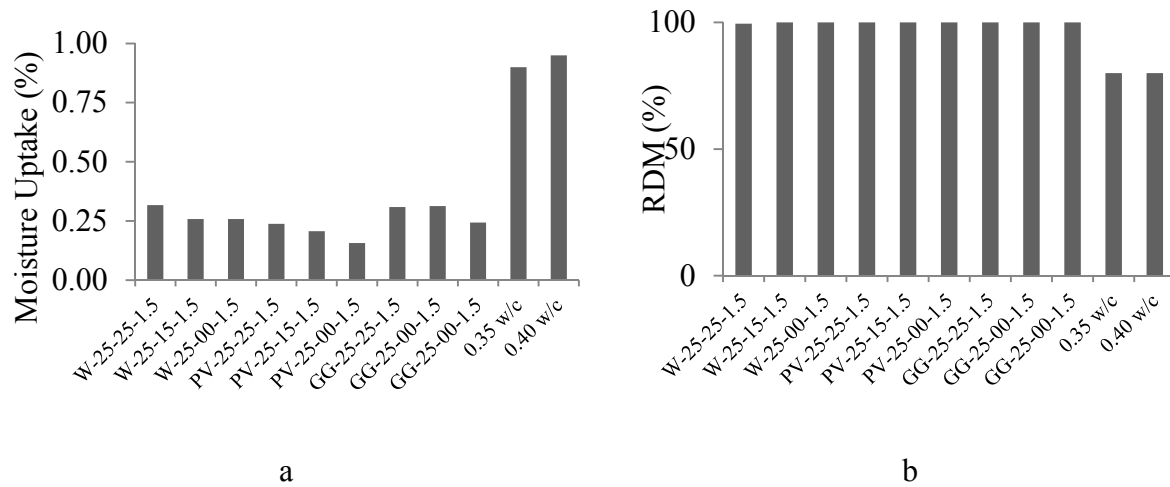 Moisture Uptake (%)
1.00
0.75
0.50
0.25
0.00
W-25-25-1.5
W-25-15-1.5
W-25-00-1.5
PV-25-25-1.5
PV-25-15-1.5
PV-25-00-1.5
GG-25-25-1.5
GG-25-00-1.5
GG-25-00-1.5
0.35 w/c
0.40 w/c
a
RDM (%)
100
50
0
W-25-25-1.5
W-25-15-1.5
W-25-00-1.5
PV-25-25-1.5
PV-25-15-1.5
PV-25-00-1.5
GG-25-25-1.5
GG-25-00-1.5
GG-25-00-1.5
0.35 w/c
0.40 w/c
b